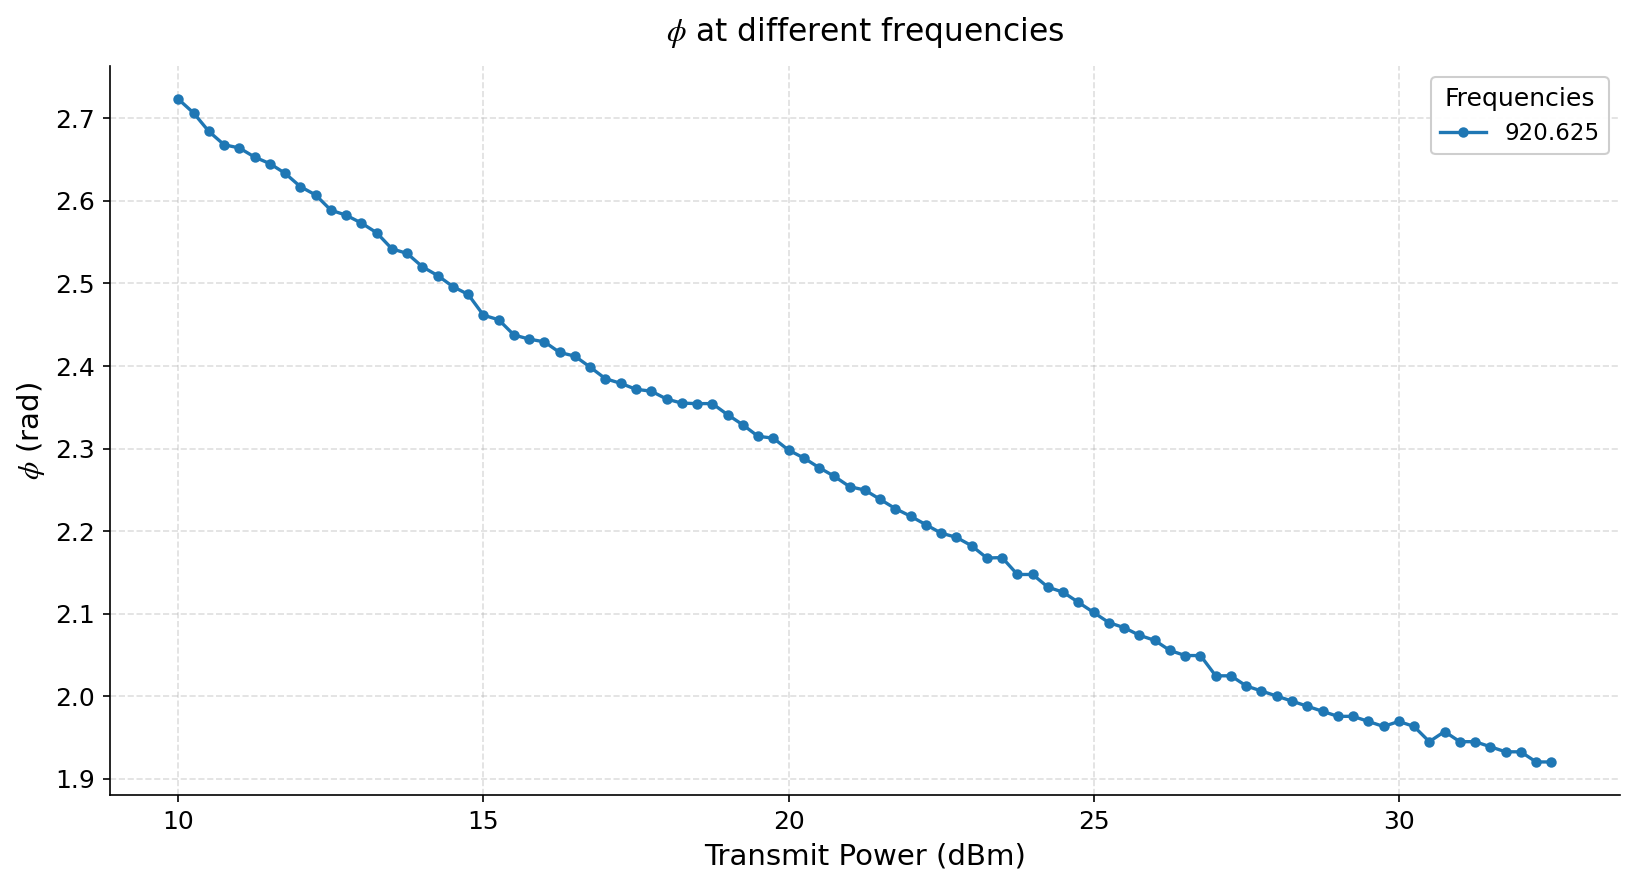 ϕ at different frequencies
Frequencies
920.625
ϕ (rad)
2.7
2.6
2.5
2.4
2.3
2.2
2.1
2.0
1.9
10 15 20 25 30
Transmit Power (dBm)